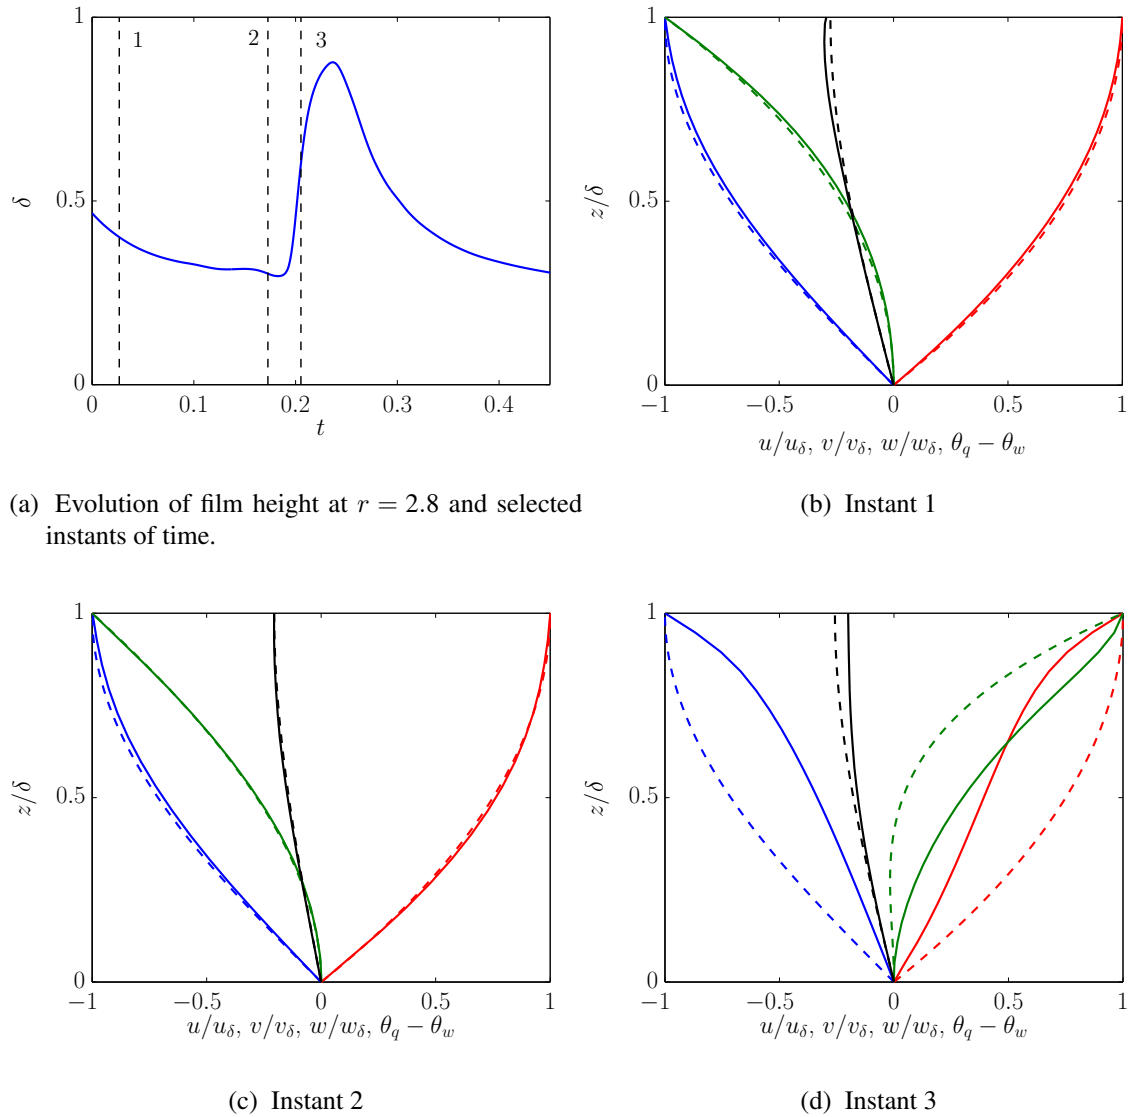 1
1
2
3
δ
0.5
0
0
0.1
0.2
0.3
0.4
t
(a) Evolution of film height at r = 2.8 and selected
instants of time.
1
z/δ
0.5
0
−1
−0.5
0
0.5
1
u/u_δ, v/v_δ, w/w_δ, θ_q − θ_w
(b) Instant 1
1
z/δ
0.5
0
−1
−0.5
0
0.5
1
u/u_δ, v/v_δ, w/w_δ, θ_q − θ_w
(c) Instant 2
1
z/δ
0.5
0
−1
−0.5
0
0.5
1
u/u_δ, v/v_δ, w/w_δ, θ_q − θ_w
(d) Instant 3